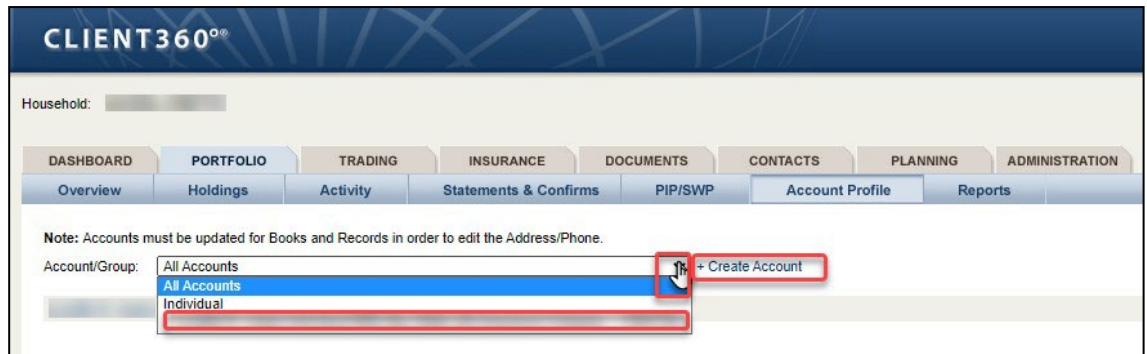 CLIENT360°®
Household:
DASHBOARD PORTFOLIO TRADING INSURANCE DOCUMENTS CONTACTS PLANNING ADMINISTRATION
Overview Holdings Activity Statements & Confirms PIP/SWP Account Profile Reports
Note: Accounts must be updated for Books and Records in order to edit the Address/Phone.
Account/Group: All Accounts + Create Account
All Accounts
Individual